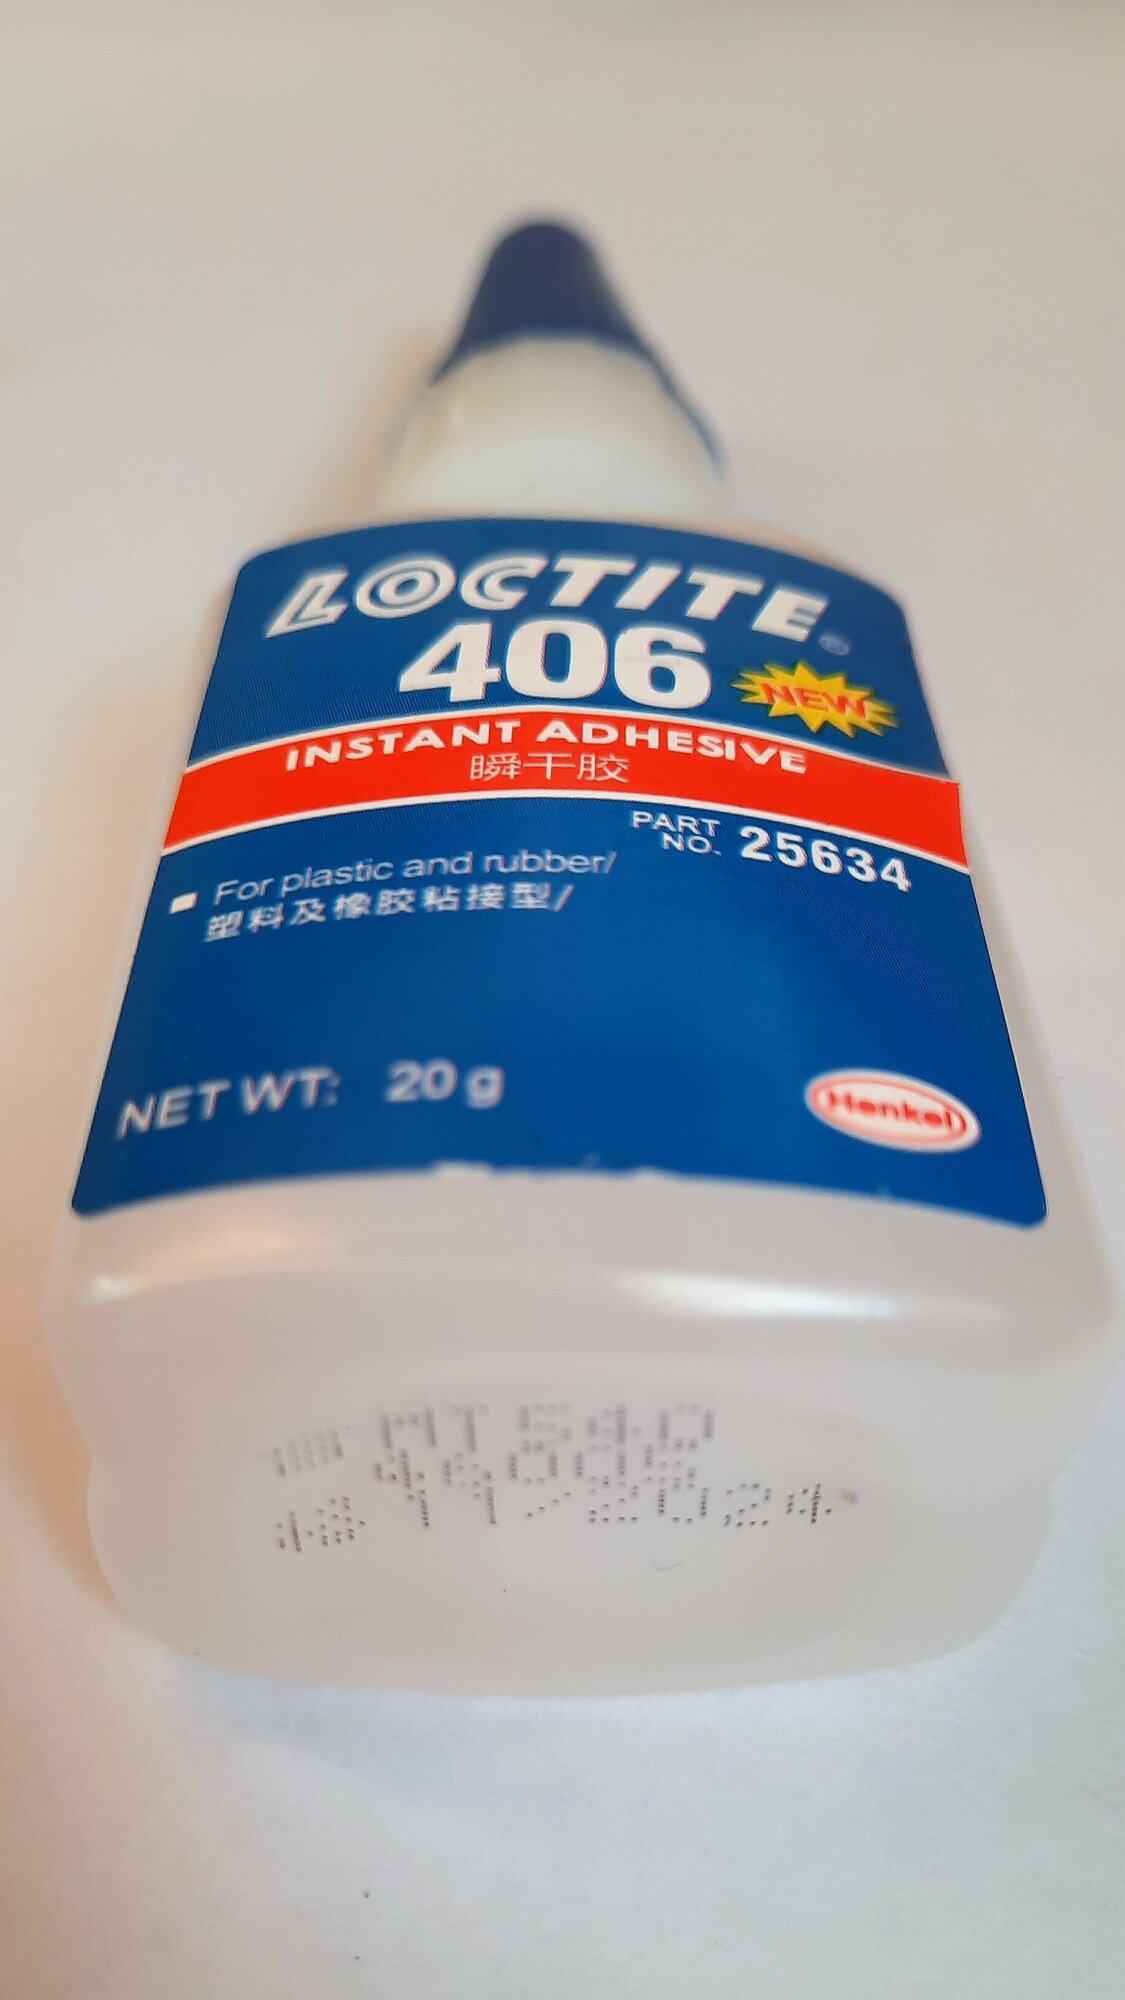 LOCTITE®
406
NEW
INSTANT ADHESIVE
瞬干胶
PART NO. 25634
For plastic and rubber/
塑料及橡胶粘接型/
NET WT: 20 g
Henkel